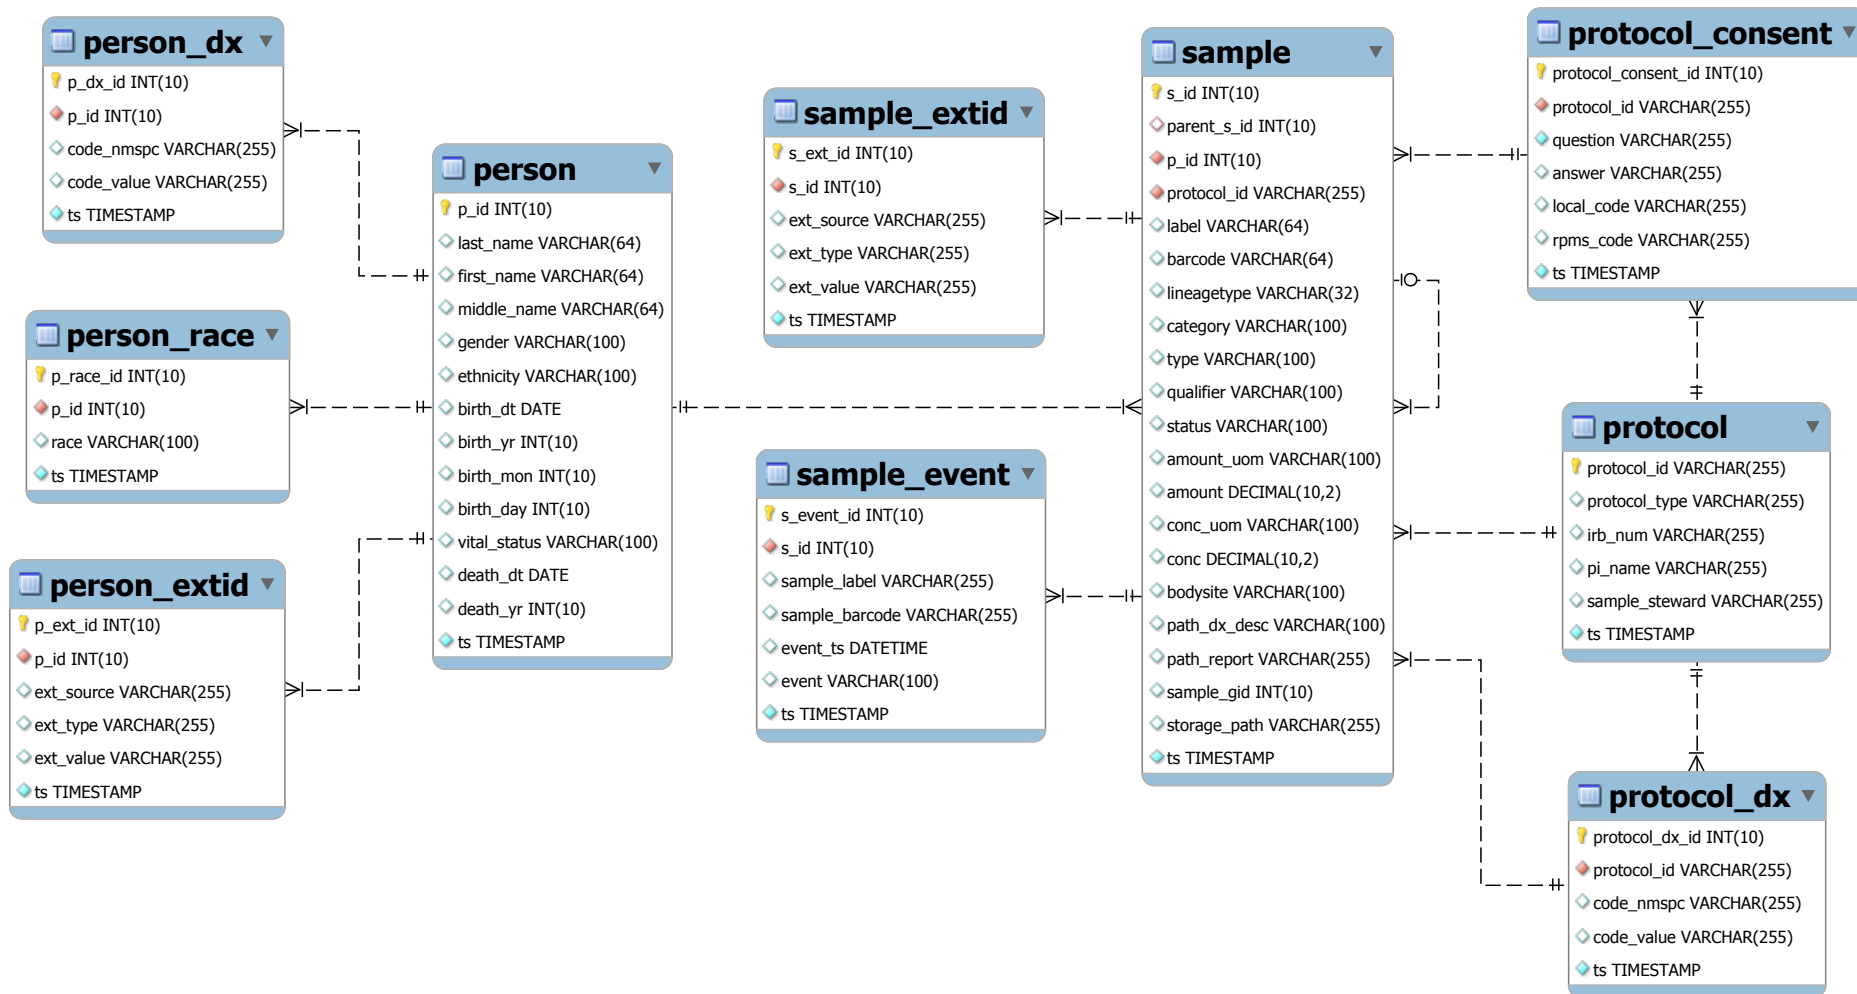 person_dx
p_dx_id INT(10)
p_id INT(10)
code_nmspc VARCHAR(255)
code_value VARCHAR(255)
ts TIMESTAMP
person_race
p_race_id INT(10)
p_id INT(10)
race VARCHAR(100)
ts TIMESTAMP
person_extid
p_ext_id INT(10)
p_id INT(10)
ext_source VARCHAR(255)
ext_type VARCHAR(255)
ext_value VARCHAR(255)
ts TIMESTAMP
person
p_id INT(10)
last_name VARCHAR(64)
first_name VARCHAR(64)
middle_name VARCHAR(64)
gender VARCHAR(100)
ethnicity VARCHAR(100)
birth_dt DATE
birth_yr INT(10)
birth_mon INT(10)
birth_day INT(10)
vital_status VARCHAR(100)
death_dt DATE
death_yr INT(10)
ts TIMESTAMP
sample_extid
s_ext_id INT(10)
s_id INT(10)
ext_source VARCHAR(255)
ext_type VARCHAR(255)
ext_value VARCHAR(255)
ts TIMESTAMP
sample_event
s_event_id INT(10)
s_id INT(10)
sample_label VARCHAR(255)
sample_barcode VARCHAR(255)
event_ts DATETIME
event VARCHAR(100)
ts TIMESTAMP
sample
s_id INT(10)
parent_s_id INT(10)
p_id INT(10)
protocol_id VARCHAR(255)
label VARCHAR(64)
barcode VARCHAR(64)
lineagetype VARCHAR(32)
category VARCHAR(100)
type VARCHAR(100)
qualifier VARCHAR(100)
status VARCHAR(100)
amount_uom VARCHAR(100)
amount DECIMAL(10,2)
conc_uom VARCHAR(100)
conc DECIMAL(10,2)
bodysite VARCHAR(100)
path_dx_desc VARCHAR(100)
path_report VARCHAR(255)
sample_gid INT(10)
storage_path VARCHAR(255)
ts TIMESTAMP
protocol_consent
protocol_consent_id INT(10)
protocol_id VARCHAR(255)
question VARCHAR(255)
answer VARCHAR(255)
local_code VARCHAR(255)
rpms_code VARCHAR(255)
ts TIMESTAMP
protocol
protocol_id VARCHAR(255)
protocol_type VARCHAR(255)
irb_num VARCHAR(255)
pi_name VARCHAR(255)
sample_steward VARCHAR(255)
ts TIMESTAMP
protocol_dx
protocol_dx_id INT(10)
protocol_id VARCHAR(255)
code_nmspc VARCHAR(255)
code_value VARCHAR(255)
ts TIMESTAMP